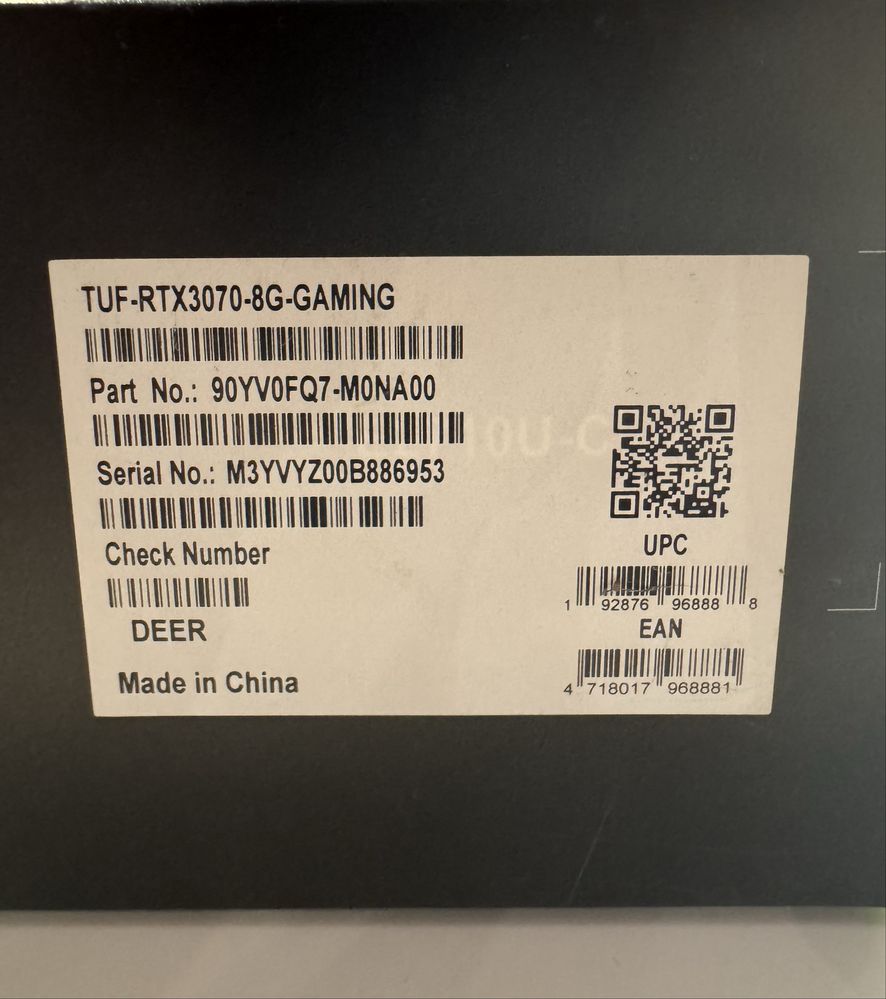 TUF-RTX3070-8G-GAMING
Part No.: 90YV0FQ7-M0NA00
Serial No.: M3YVYZ00B886953
Check Number
DEER
Made in China
UPC
1 92876 96888 8
EAN
4 718017 968881